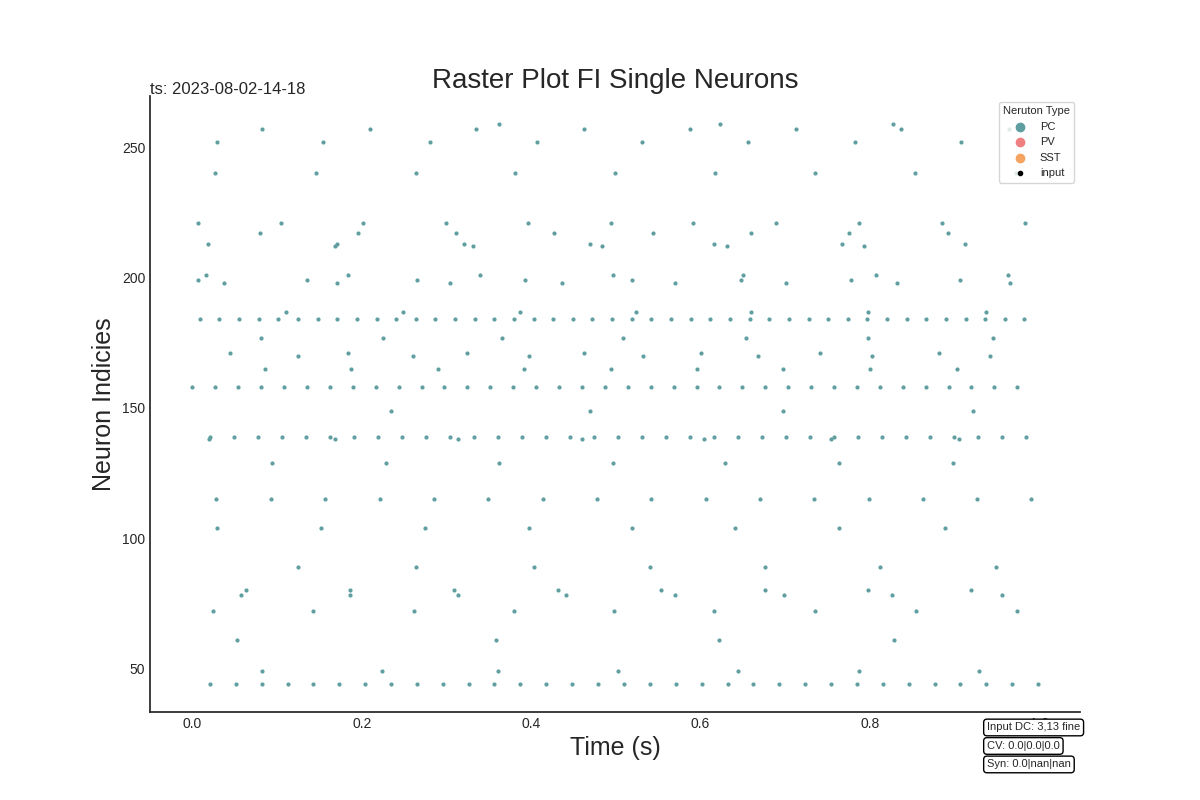 Raster Plot FI Single Neurons
ts: 2023-08-02-14-18
Neruton Type
PC
PV
SST
input
250
200
150
100
50
Neuron Indicies
0.0 0.2 0.4 0.6 0.8
Time (s)
Input DC: 3,13 fine
CV: 0.0|0.0|0.0
Syn: 0.0|nan|nan